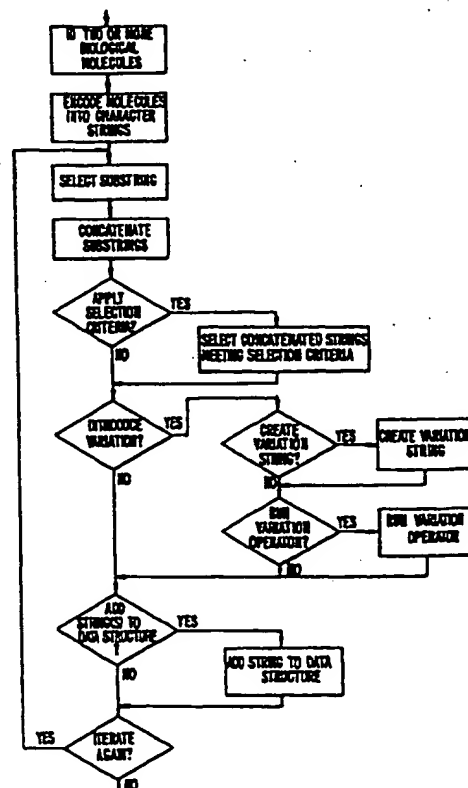 ID TWO OR MORE
BIOLOGICAL
MOLECULES
ENCODE MOLECULES
INTO CHARACTER
STRINGS
SELECT SUBSTRING
CONCATENATE
SUBSTRINGS
APPLY
SELECTION
CRITERIA?
YES
SELECT CONCATENATED STRINGS
MEETING SELECTION CRITERIA
NO
INTRODUCE
VARIATION?
YES
CREATE
VARIATION
STRING?
YES
CREATE VARIATION
STRING
NO
NO
RUN
VARIATION
OPERATOR?
YES
RUN VARIATION
OPERATOR
NO
ADD
STRING(S) TO
DATA STRUCTURE
?
YES
ADD STRING TO DATA
STRUCTURE
NO
YES
ITERATE
AGAIN?
NO